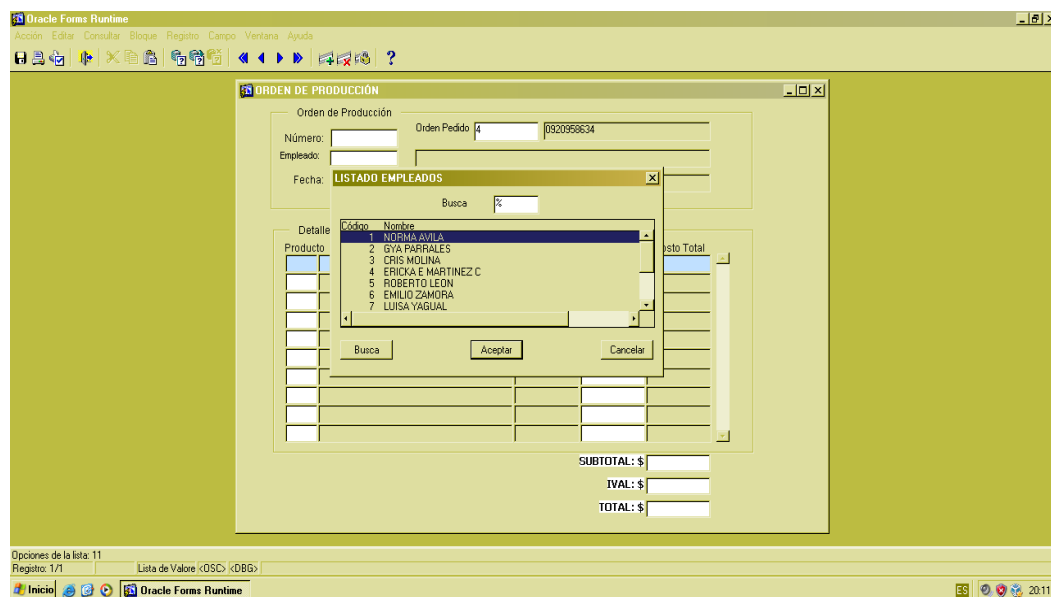 Oracle Forms Runtime
Acción Editar Consultar Bloque Registro Campo Ventana Ayuda
ORDEN DE PRODUCCIÓN
Orden de Producción
Número:
Orden Pedido 4 0920958634
Empleado:
Fecha:
LISTADO EMPLEADOS
Busca %
Código Nombre
1 NORMA AVILA
2 GYA PARRALES
3 CRIS MOLINA
4 ERICKA E MARTINEZ C
5 ROBERTO LEON
6 EMILIO ZAMORA
7 LUISA YAGUAL
Busca Aceptar Cancelar
Detalle
Producto osto Total
SUBTOTAL: $
IVAL: $
TOTAL: $
Opciones de la lista: 11
Registro: 1/1 Lista de Valore <OSC> <DBG>
Inicio Oracle Forms Runtime ES 20:11